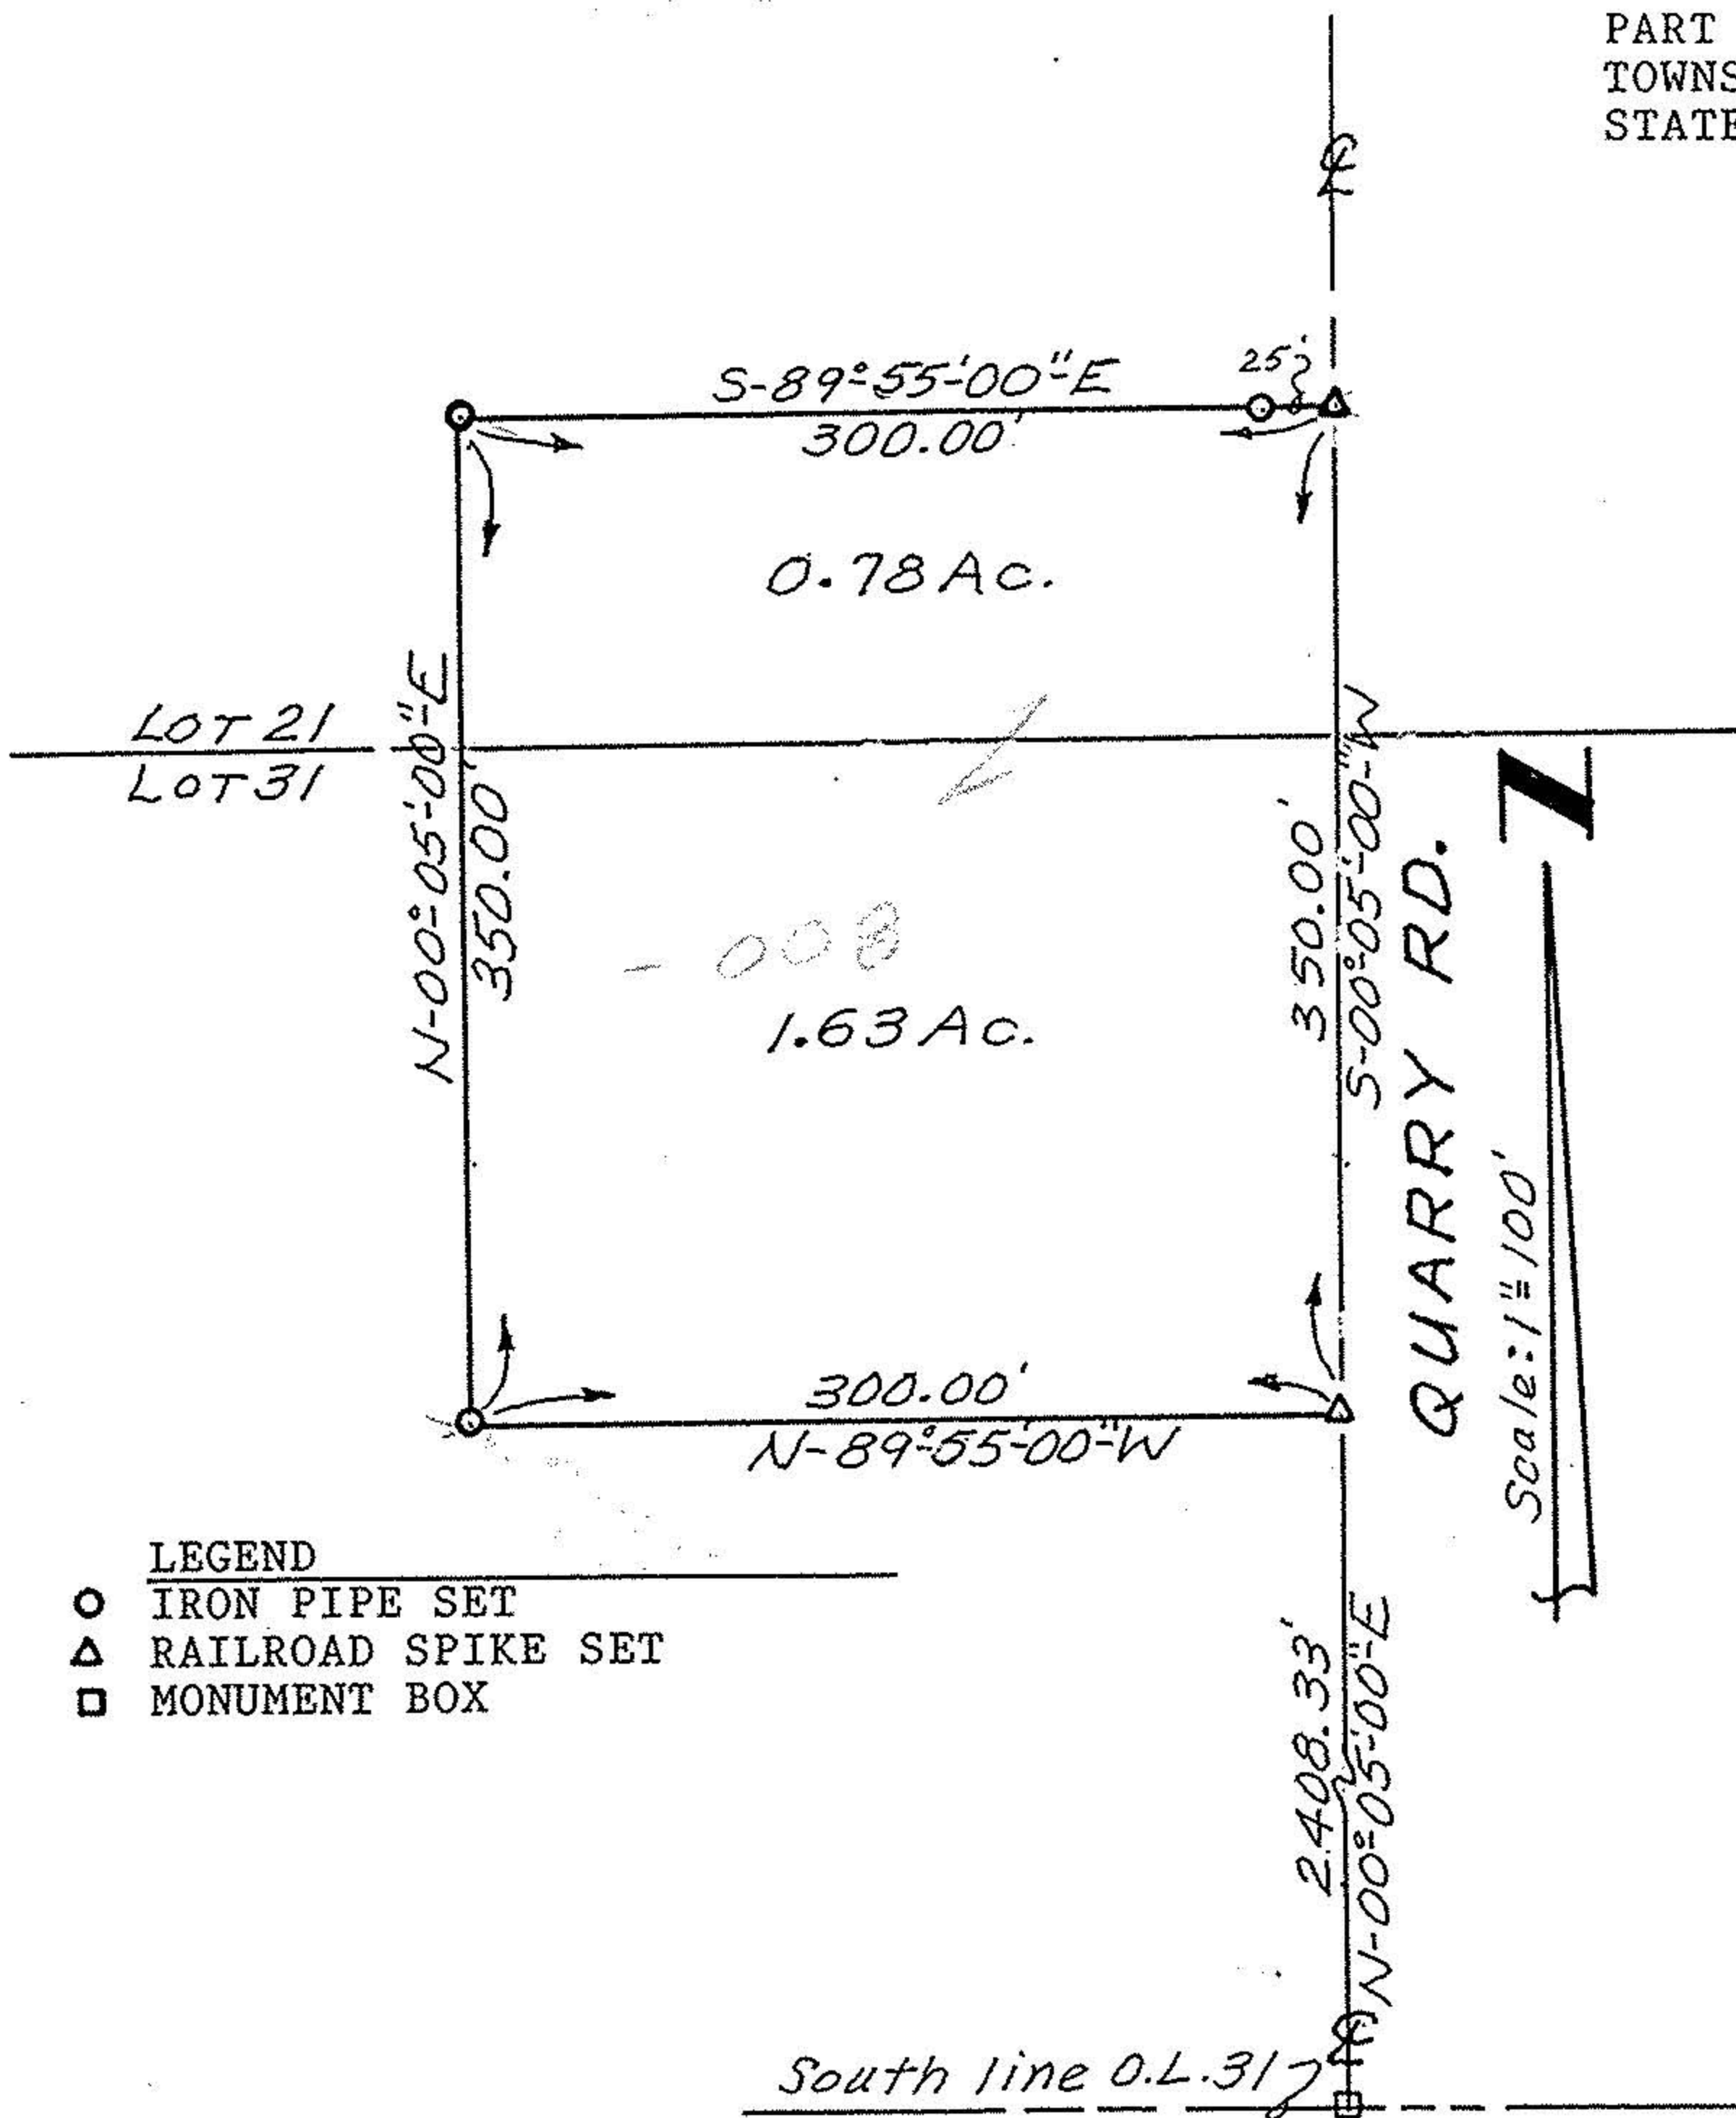 PART
TOWNS
STATE
℄
S-89°-55'-00"-E
25'
300.00'
0.78 Ac.
LOT 21
LOT 31
N-00°-05'-00"-E
350.00'
350.00'
S-00°-05'-00"-W
QUARRY RD.
N
Scale: 1"=100'
- 008
1.63 Ac.
300.00'
N-89°-55'-00"-W
LEGEND
IRON PIPE SET
RAILROAD SPIKE SET
MONUMENT BOX
2408.33'
N-00°-05'-00"-E
℄
South line O.L.31